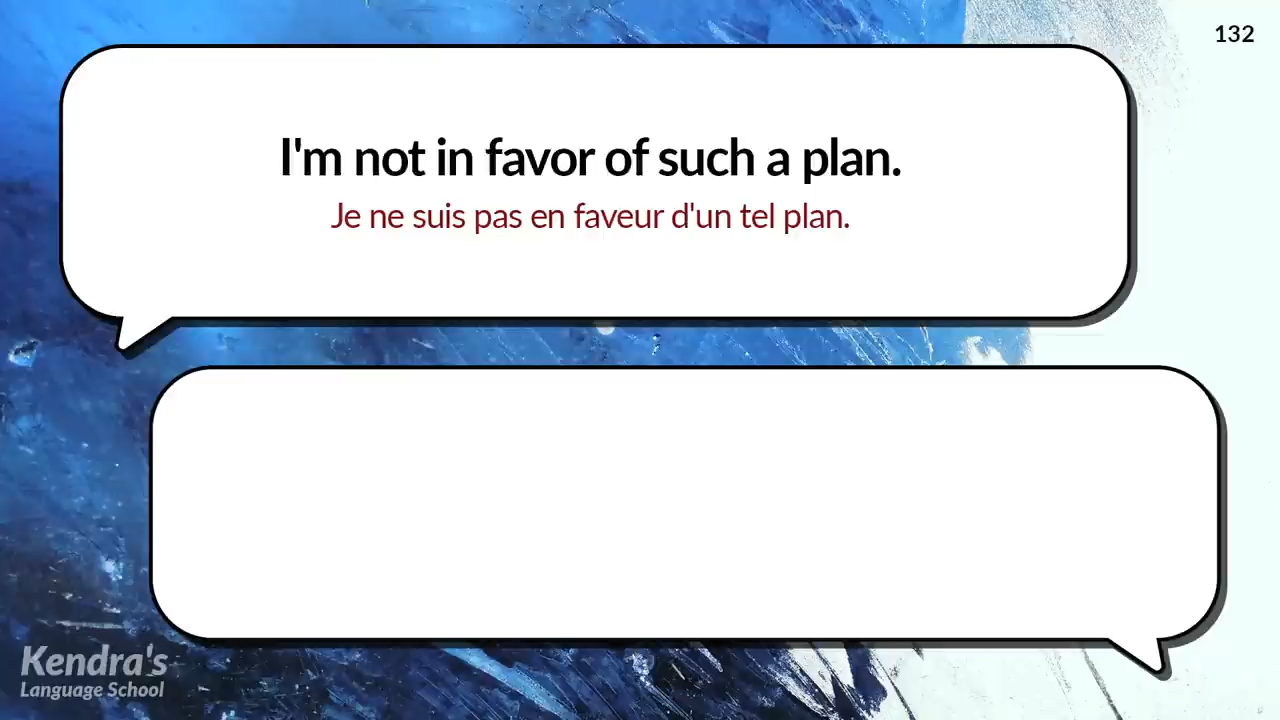 132
I'm not in favor of such a plan.
Je ne suis pas en faveur d'un tel plan.
Kendra's
Language School